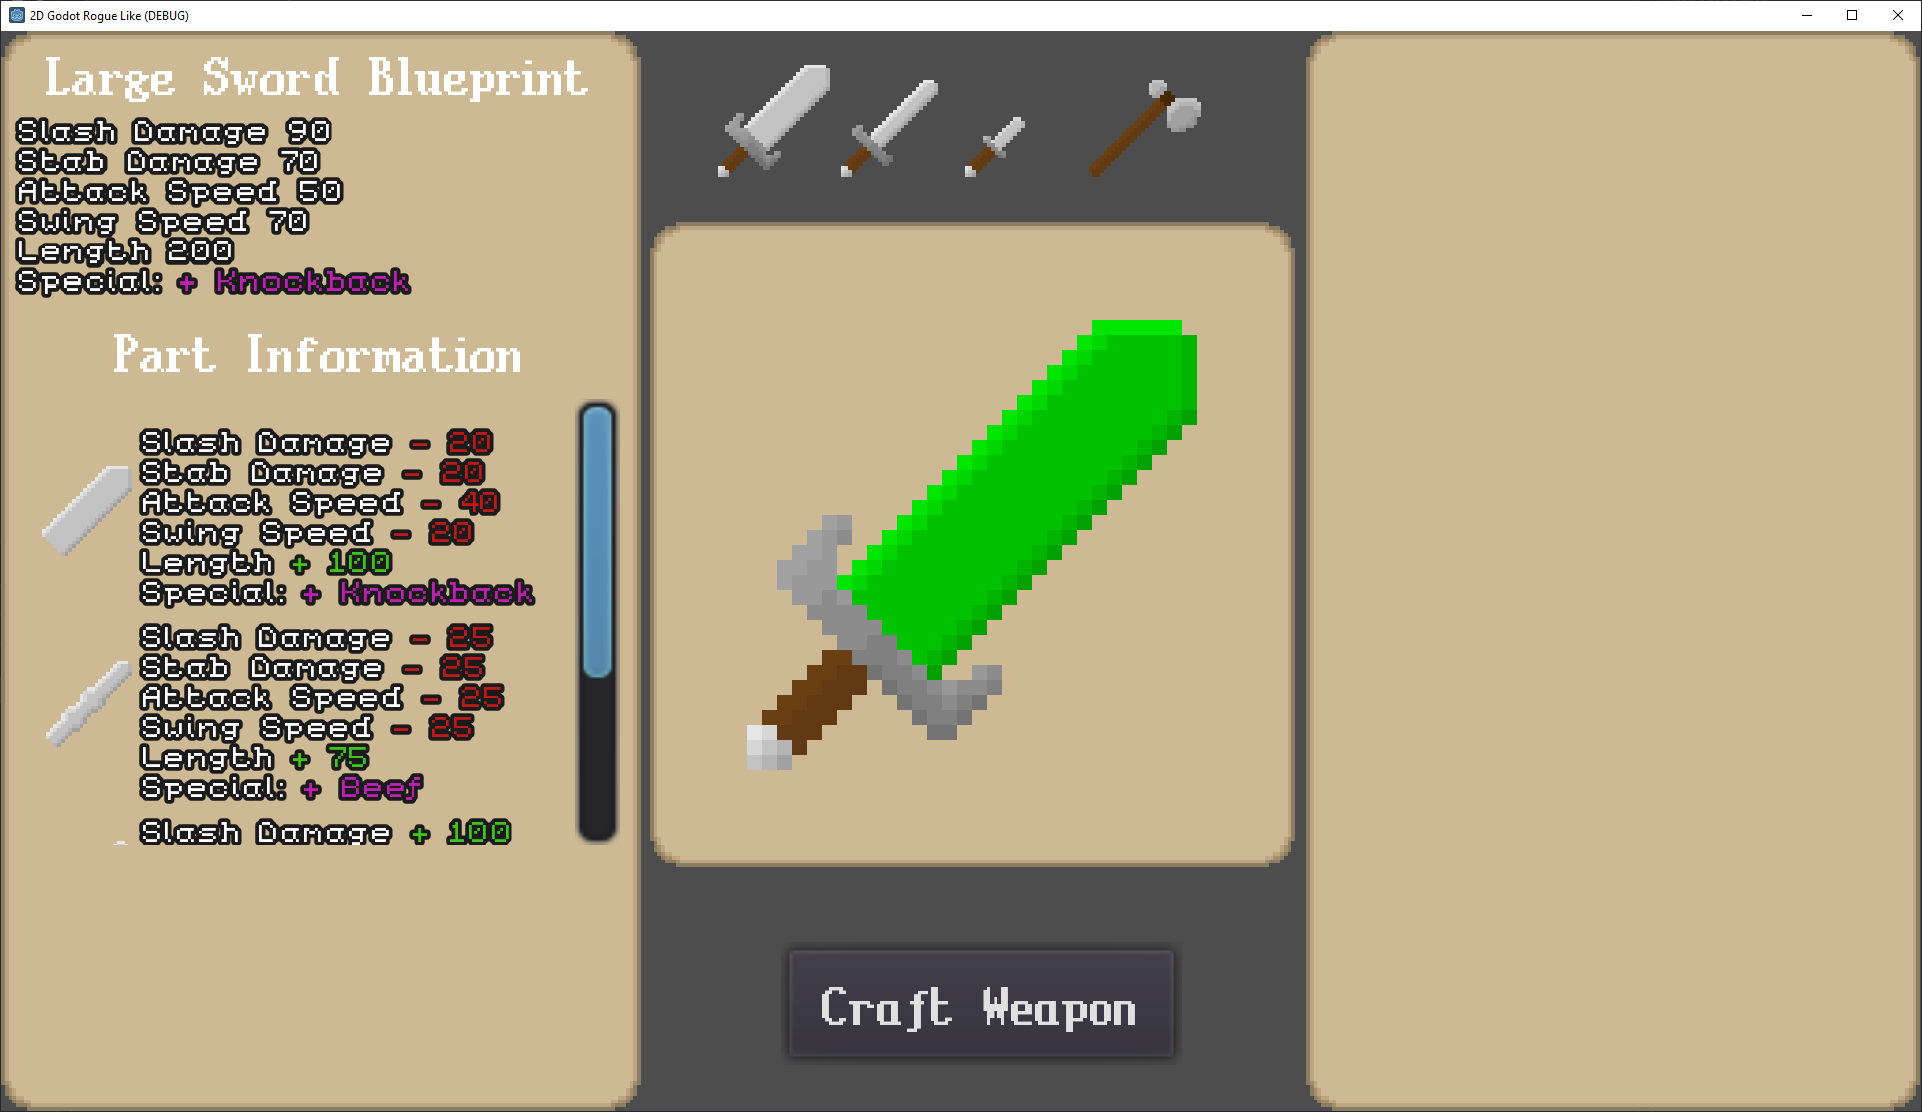 2D Godot Rogue Like (DEBUG)
Large Sword Blueprint
Slash Damage 90
Stab Damage 70
Attack Speed 50
Swing Speed 70
Length 200
Special: + Knockback
Part Information
Slash Damage - 20
Stab Damage - 20
Attack Speed - 40
Swing Speed - 20
Length + 100
Special: + Knockback
Slash Damage - 25
Stab Damage - 25
Attack Speed - 25
Swing Speed - 25
Length + 75
Special: + Beef
Slash Damage + 100
Craft Weapon